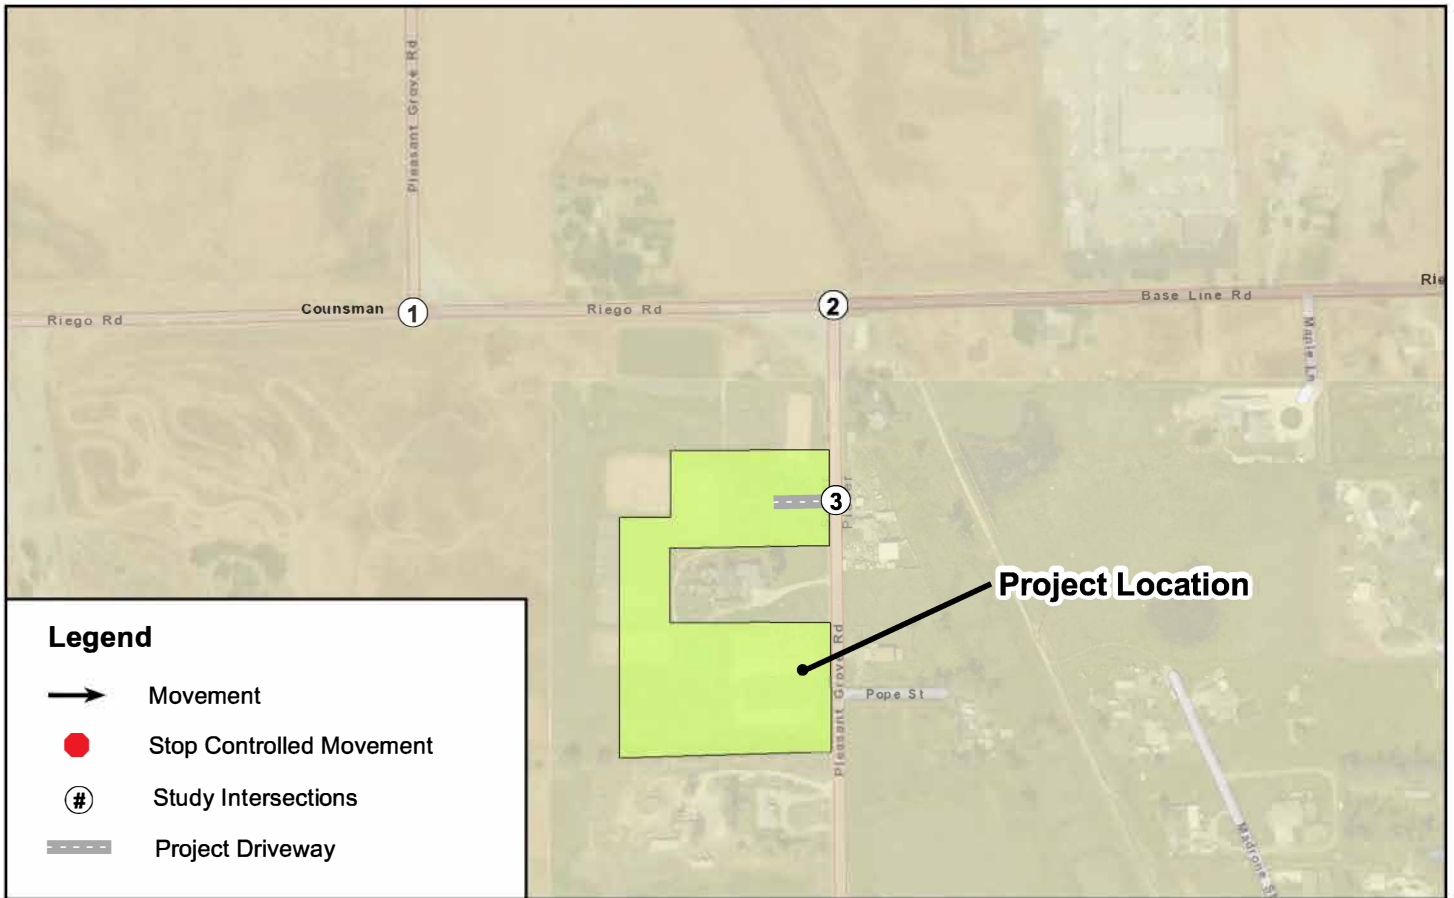 Pleasant Grove Rd
Rie
Base Line Rd
Counsman
1
Riego Rd
2
Riego Rd
Maple Ln
3
Project Location
Pleasant Grove Rd
Pope St
Madrone St
Legend
Movement
Stop Controlled Movement
# Study Intersections
Project Driveway